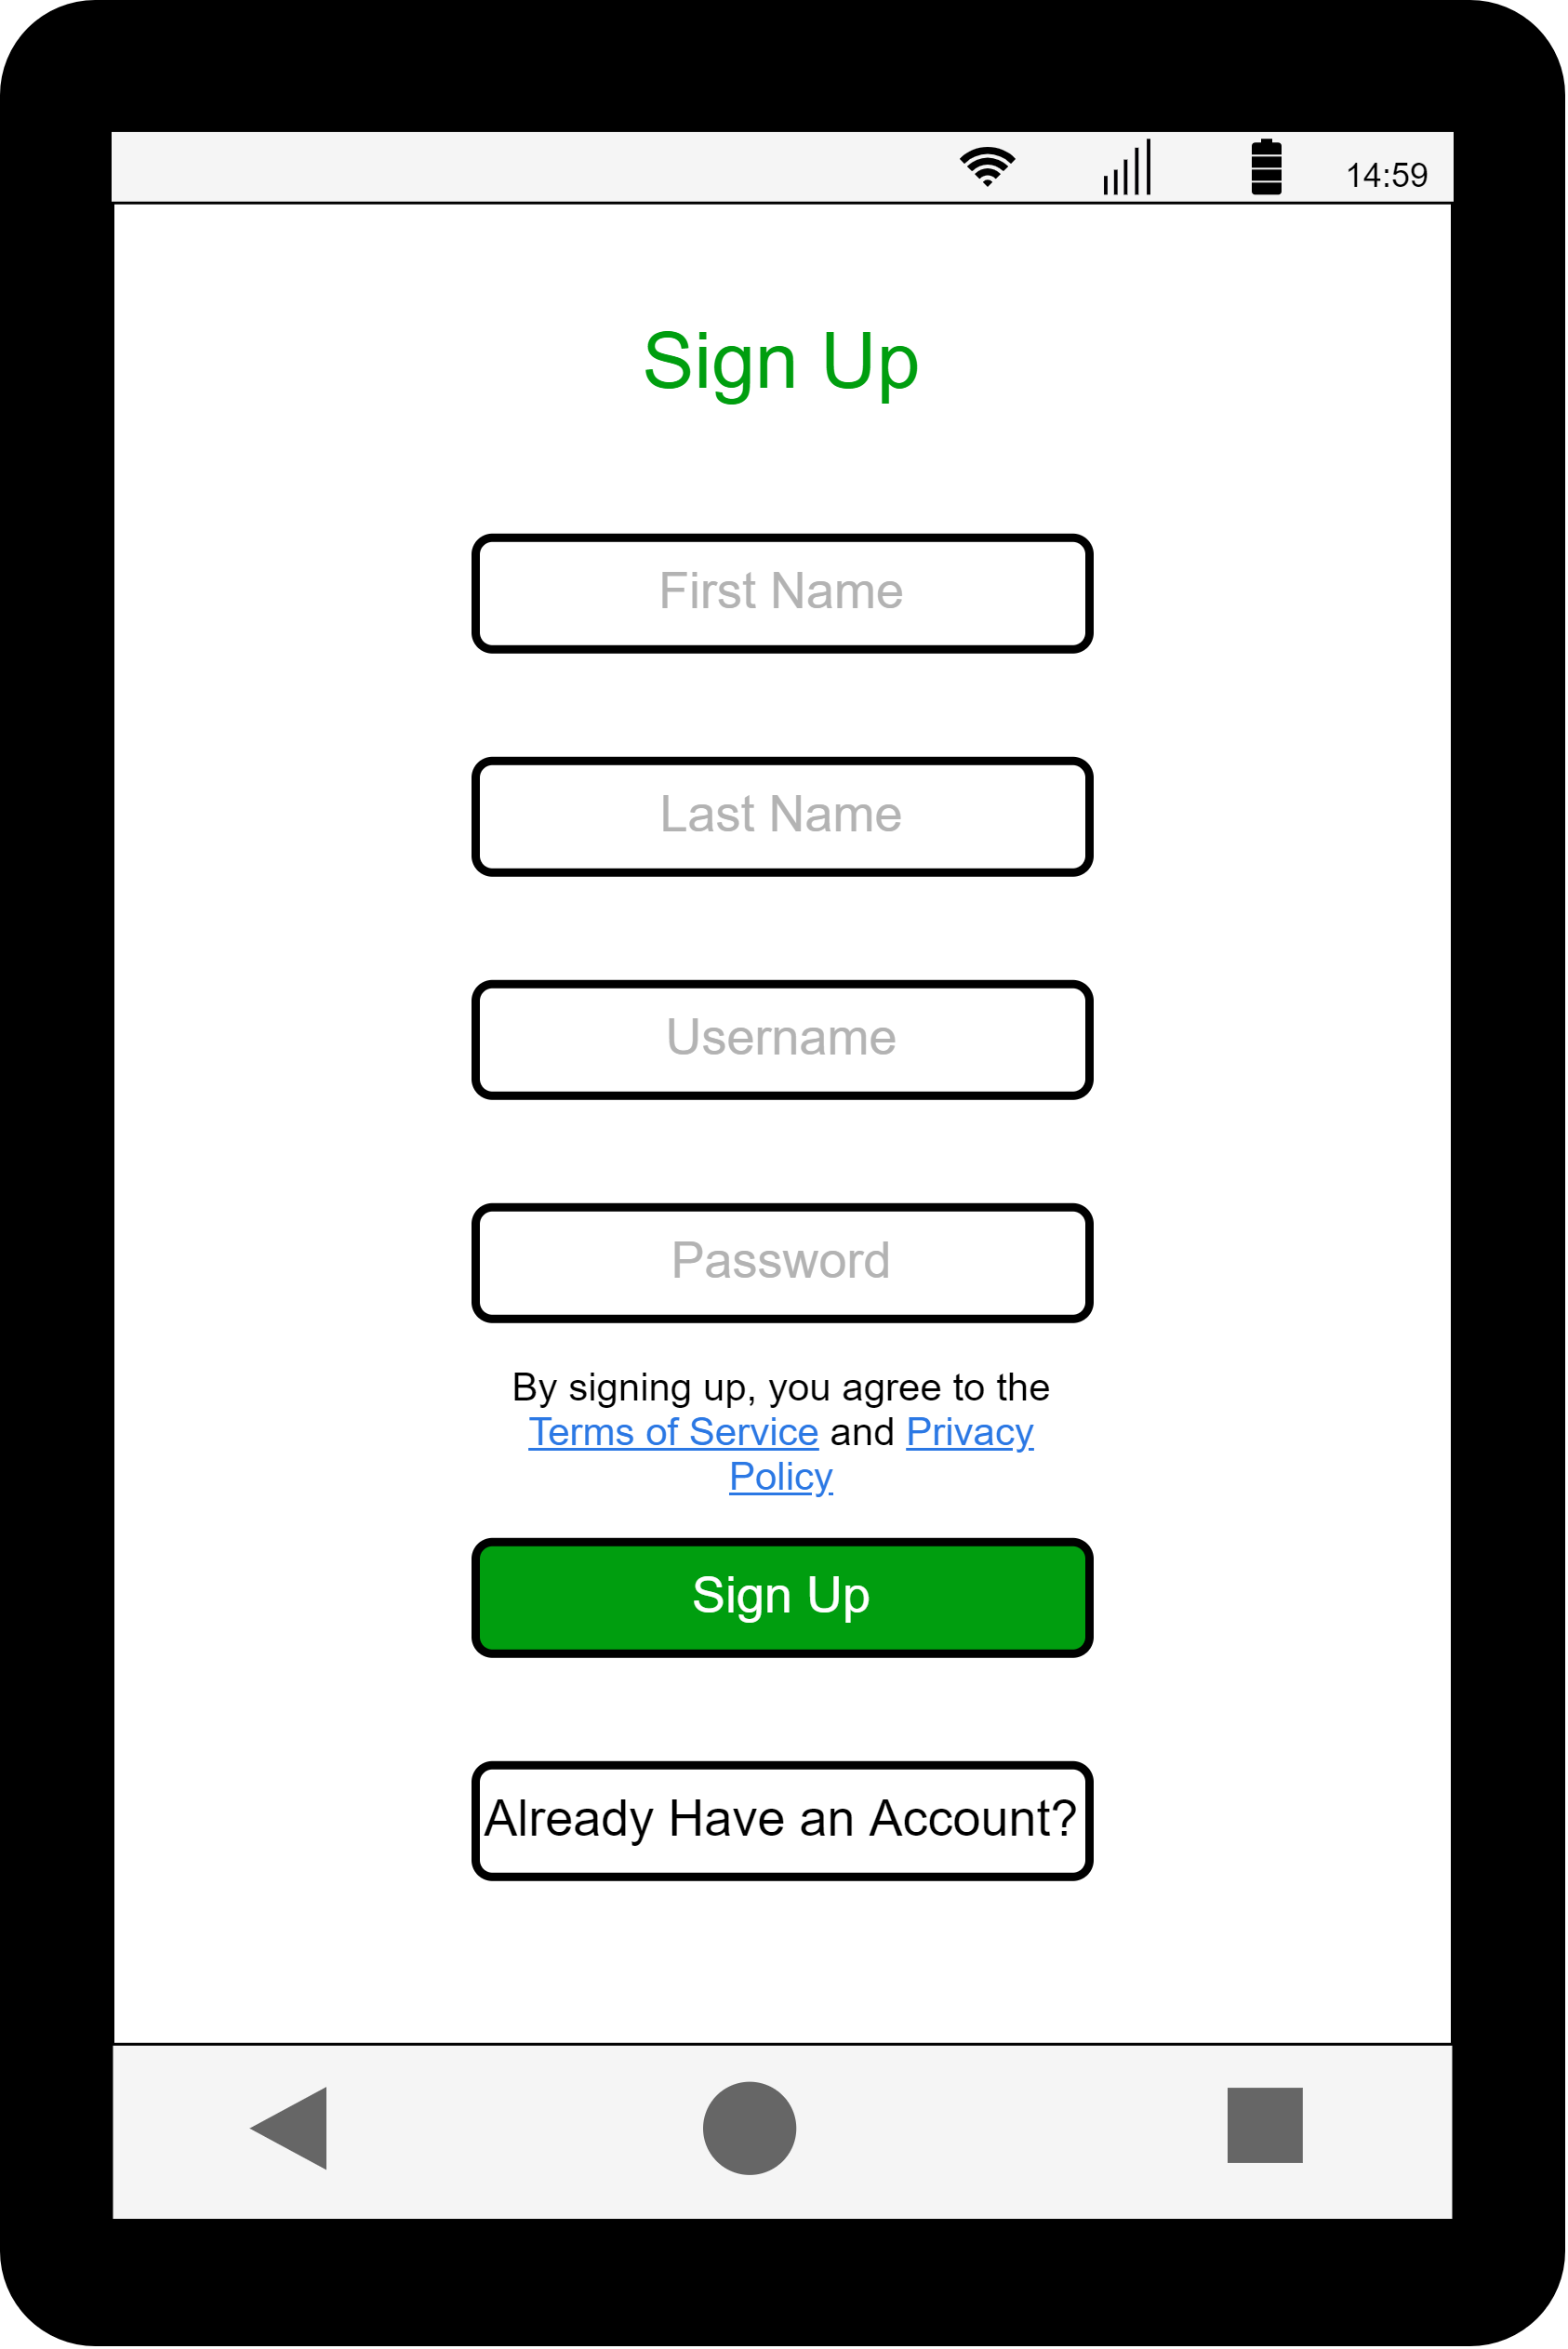 14:59
Sign Up
First Name
Last Name
Username
Password
By signing up, you agree to the
Terms of Service and Privacy
Policy
Sign Up
Already Have an Account?